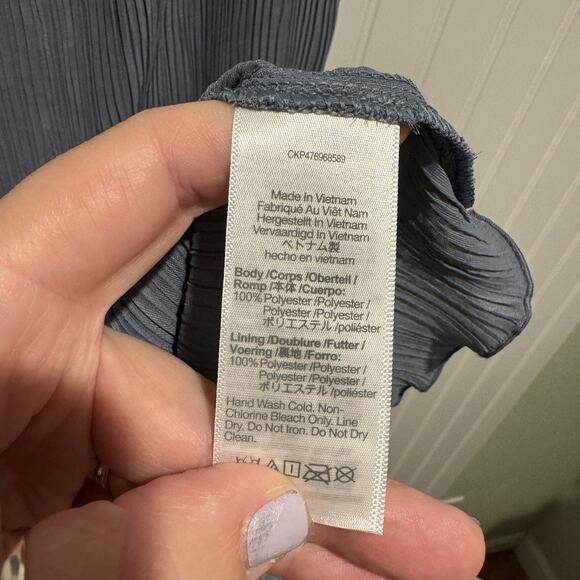 CKP476968589
Made in Vietnam
Fabriqué Au Viêt Nam
Hergestellt In Vietnam
Vervaardigd In Vietnam
ベトナム製
hecho en vietnam
Body /Corps /Oberteil /
Romp /本体 /Cuerpo:
100% Polyester /Polyester /
Polyester /Polyester /
ポリエステル /poliéster
Lining /Doublure /Futter /
Voering /裏地 /Forro:
100% Polyester /Polyester /
Polyester /Polyester /
ポリエステル /poliéster
Hand Wash Cold. Non-
Chlorine Bleach Only. Line
Dry. Do Not Iron. Do Not Dry
Clean.